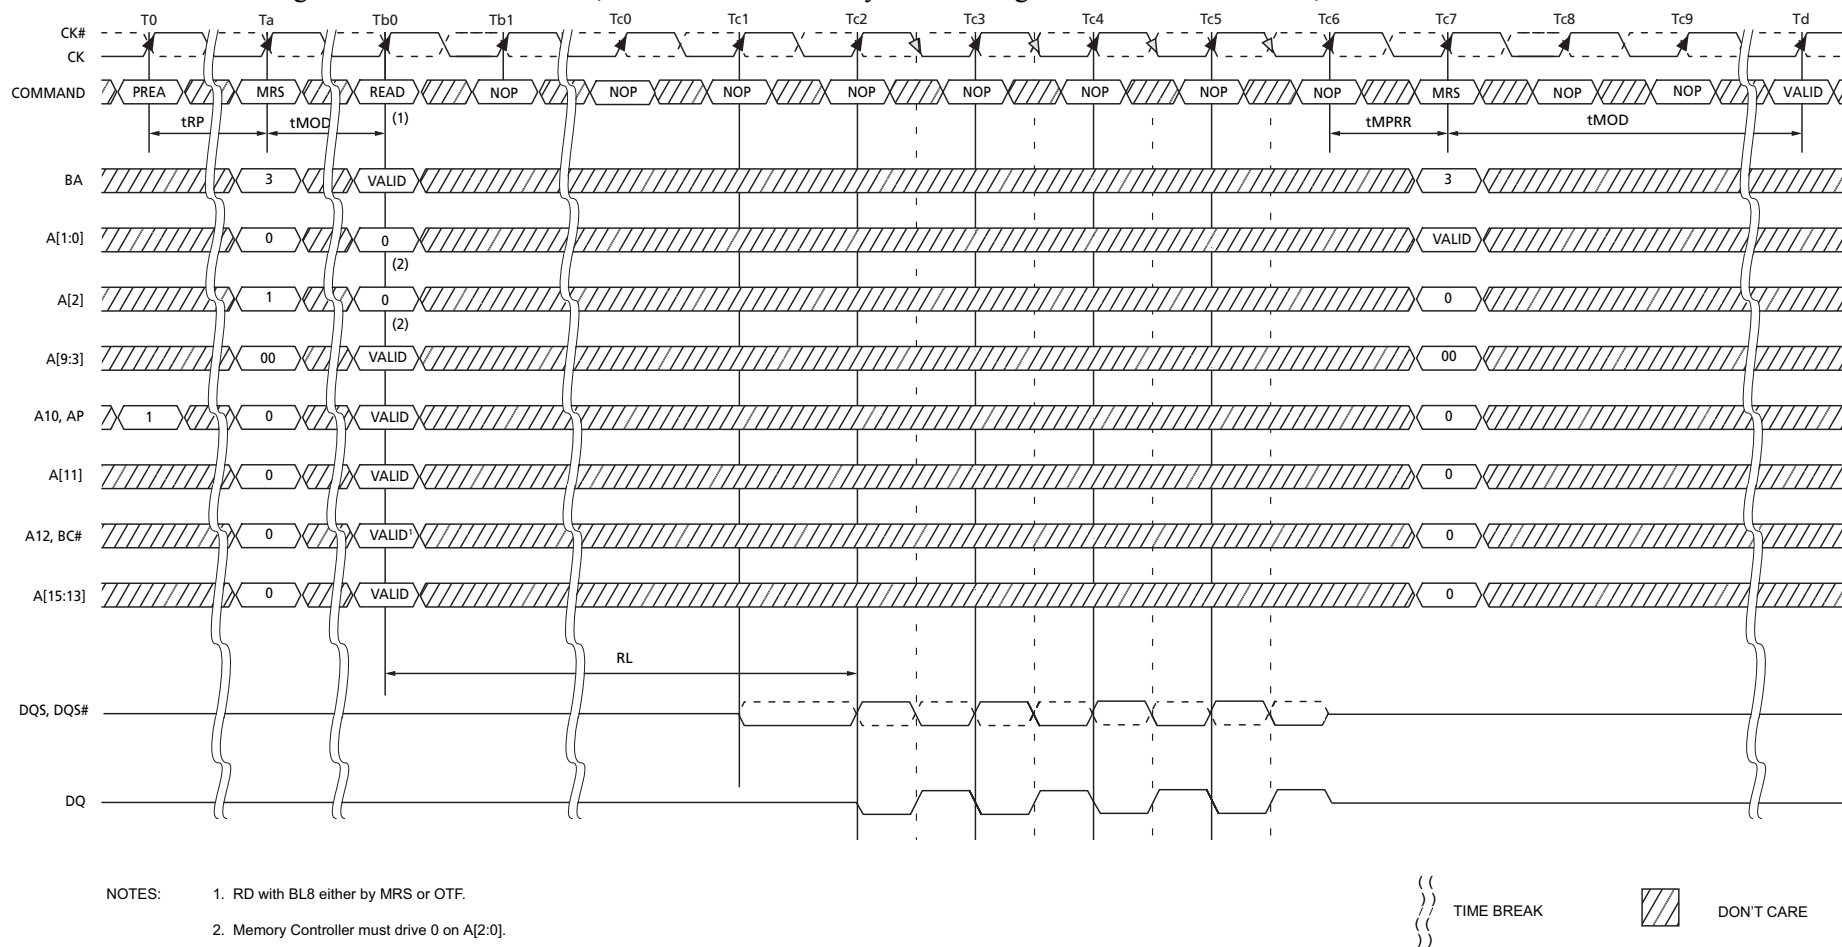 T0 Ta Tb0 Tb1 Tc0 Tc1 Tc2 Tc3 Tc4 Tc5 Tc6 Tc7 Tc8 Tc9 Td
CK#
CK
COMMAND PREA MRS READ NOP NOP NOP NOP NOP NOP NOP NOP MRS NOP NOP VALID
tRP tMOD (1) tMPRR tMOD
BA 3 VALID 3
A[1:0] 0 0 VALID
(2)
A[2] 1 0 0
(2)
A[9:3] 00 VALID 00
A10, AP 1 0 VALID 0
A[11] 0 VALID 0
A12, BC# 0 VALID¹ 0
A[15:13] 0 VALID 0
RL
DQS, DQS#
DQ
NOTES: 1. RD with BL8 either by MRS or OTF.
2. Memory Controller must drive 0 on A[2:0].
TIME BREAK DON'T CARE